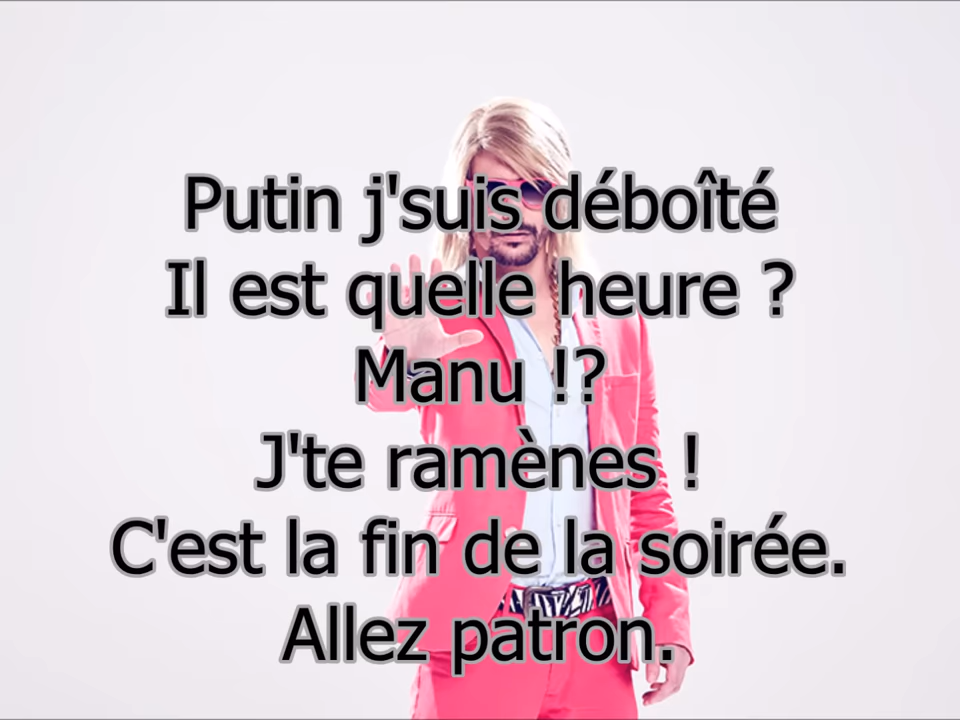 Putin j'suis déboîté
Il est quelle heure ?
Manu !?
J'te ramènes !
C'est la fin de la soirée.
Allez patron.